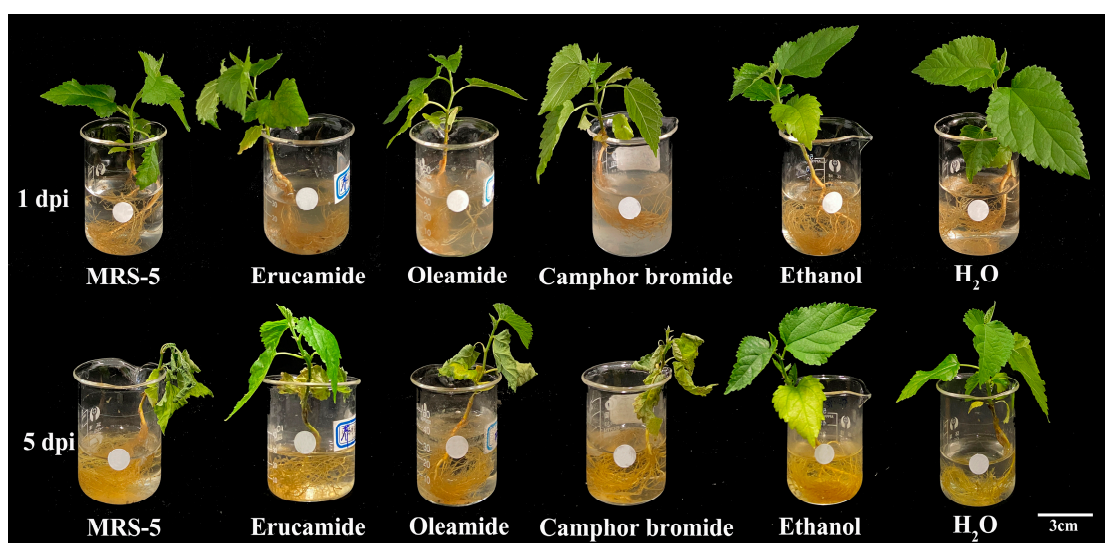 1 dpi
MRS-5 Erucamide Oleamide Camphor bromide Ethanol H₂O
5 dpi
MRS-5 Erucamide Oleamide Camphor bromide Ethanol H₂O
3cm